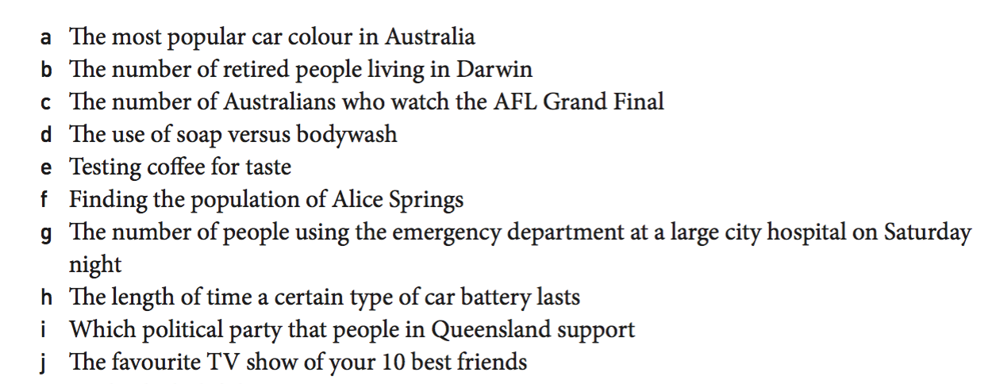 a The most popular car colour in Australia
b The number of retired people living in Darwin
c The number of Australians who watch the AFL Grand Final
d The use of soap versus bodywash
e Testing coffee for taste
f Finding the population of Alice Springs
g The number of people using the emergency department at a large city hospital on Saturday
night
h The length of time a certain type of car battery lasts
i Which political party that people in Queensland support
j The favourite TV show of your 10 best friends